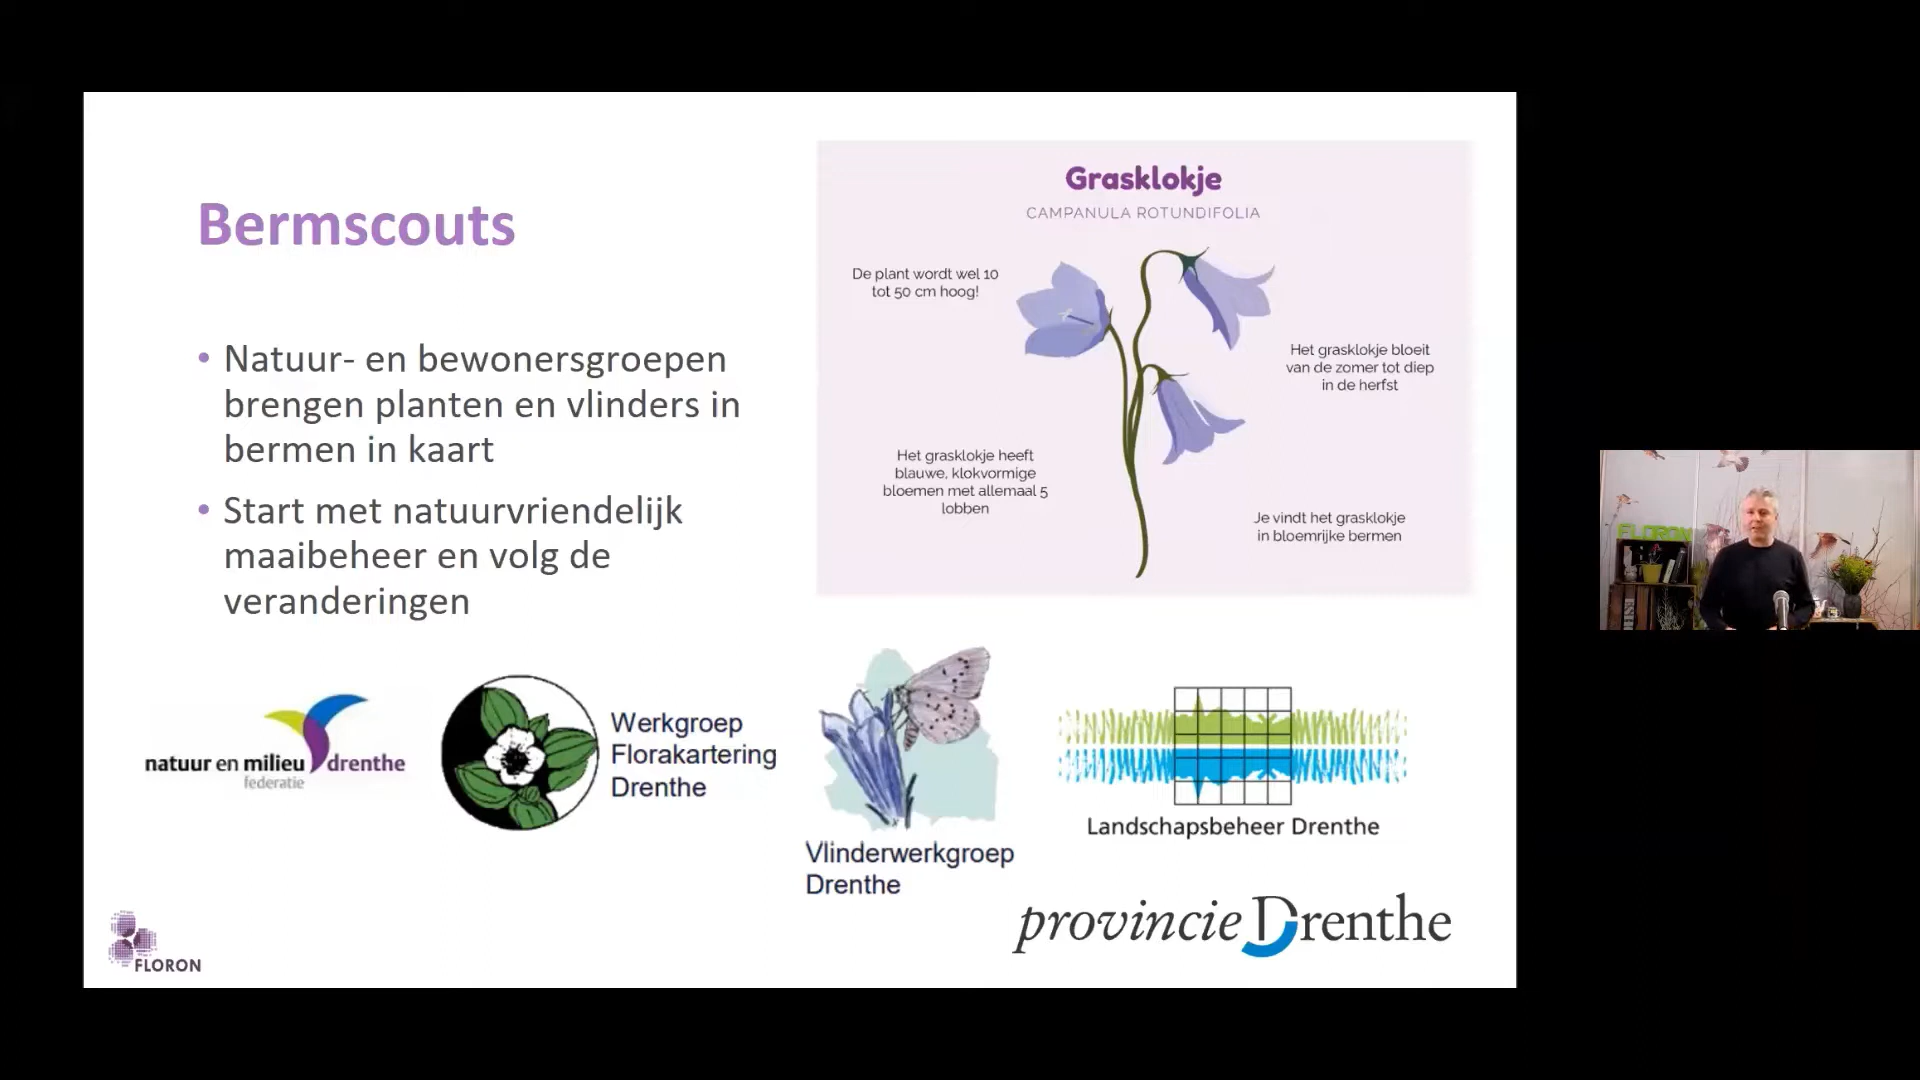 Bermscouts
• Natuur- en bewonersgroepen
brengen planten en vlinders in
bermen in kaart
• Start met natuurvriendelijk
maaibeheer en volg de
veranderingen
Grasklokje
CAMPANULA ROTUNDIFOLIA
De plant wordt wel 10
tot 50 cm hoog!
Het grasklokje bloeit
van de zomer tot diep
in de herfst
Het grasklokje heeft
blauwe, klokvormige
bloemen met allemaal 5
lobben
Je vindt het grasklokje
in bloemrijke bermen
natuur en milieu drenthe
federatie
Werkgroep
Florakartering
Drenthe
Vlinderwerkgroep
Drenthe
Landschapsbeheer Drenthe
provincie Drenthe
FLORON
FLORON